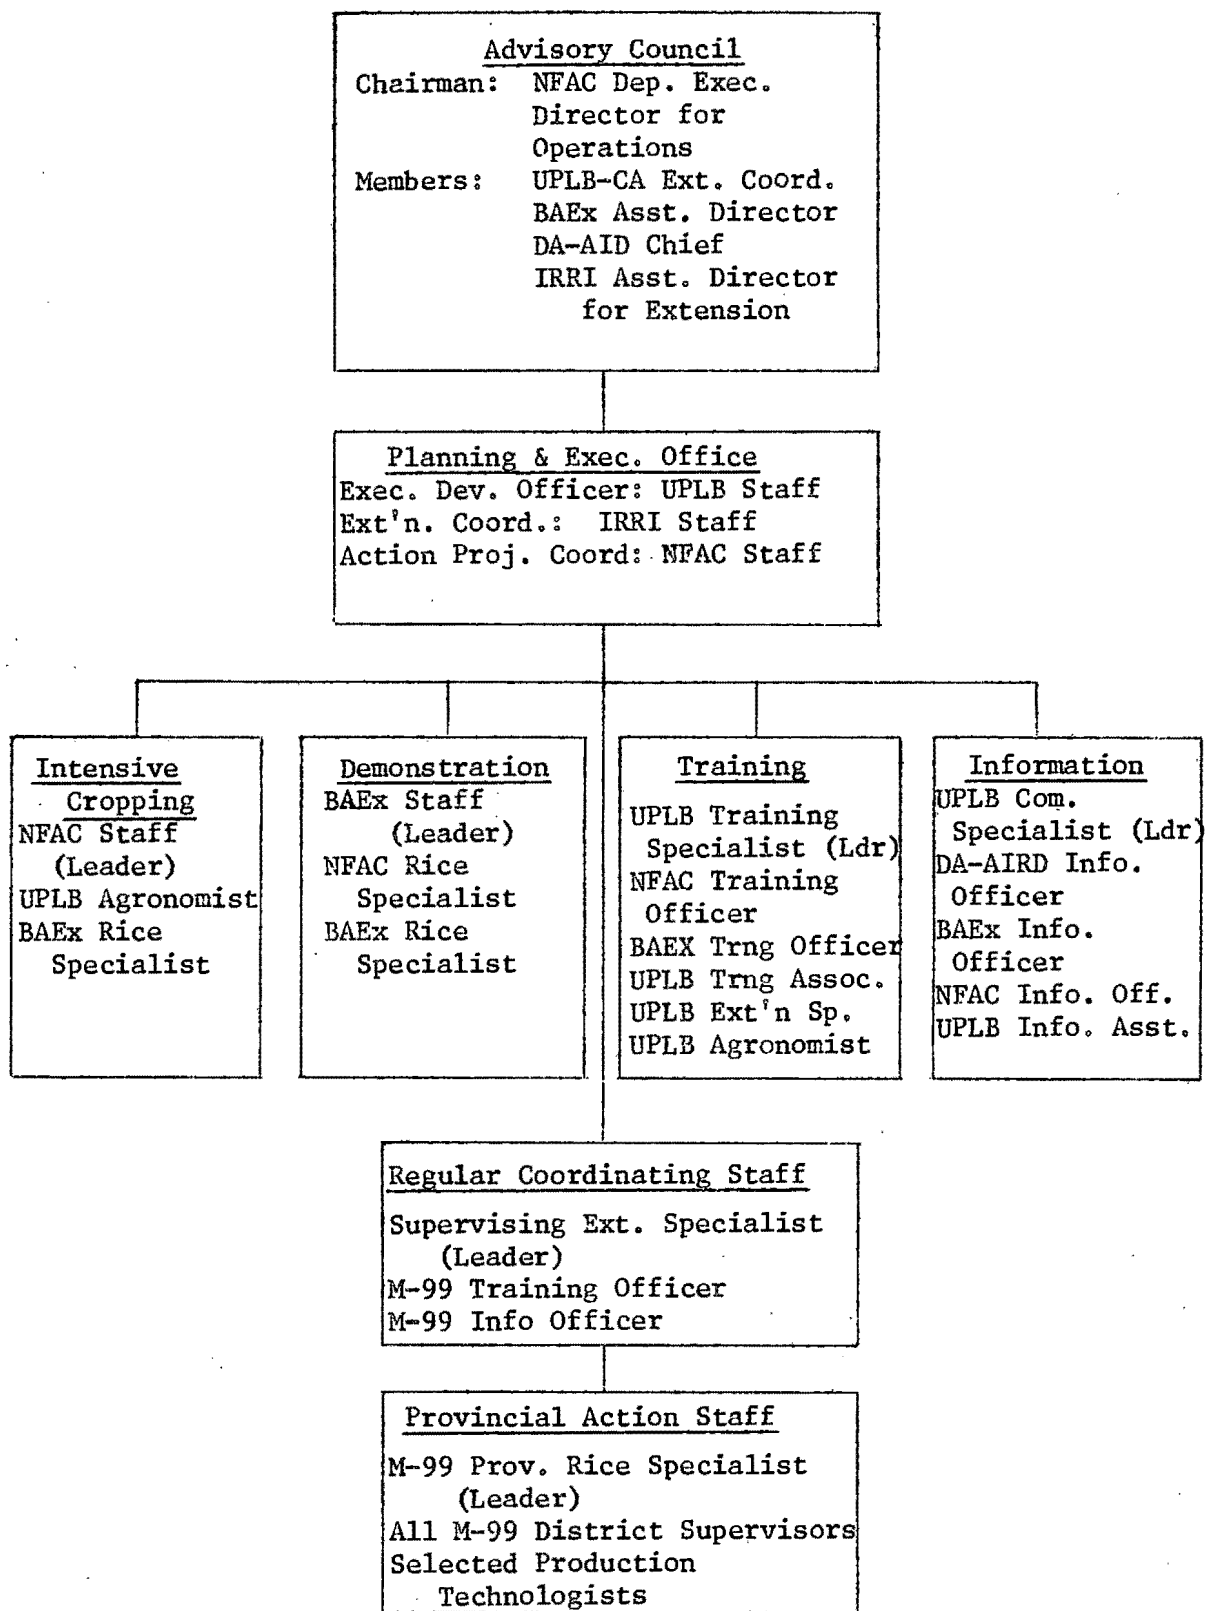 Advisory Council
Chairman: NFAC Dep. Exec.
Director for
Operations
Members: UPLB-CA Ext. Coord.
BAEx Asst. Director
DA-AID Chief
IRRI Asst. Director
for Extension
Planning & Exec. Office
Exec. Dev. Officer: UPLB Staff
Ext'n. Coord.: IRRI Staff
Action Proj. Coord: NFAC Staff
Intensive
Cropping
NFAC Staff
(Leader)
UPLB Agronomist
BAEx Rice
Specialist
Demonstration
BAEx Staff
(Leader)
NFAC Rice
Specialist
BAEx Rice
Specialist
Training
UPLB Training
Specialist (Ldr)
NFAC Training
Officer
BAEX Trng Officer
UPLB Trng Assoc.
UPLB Ext'n Sp.
UPLB Agronomist
Information
UPLB Com.
Specialist (Ldr)
DA-AIRD Info.
Officer
BAEx Info.
Officer
NFAC Info. Off.
UPLB Info. Asst.
Regular Coordinating Staff
Supervising Ext. Specialist
(Leader)
M-99 Training Officer
M-99 Info Officer
Provincial Action Staff
M-99 Prov. Rice Specialist
(Leader)
All M-99 District Supervisors
Selected Production
Technologists